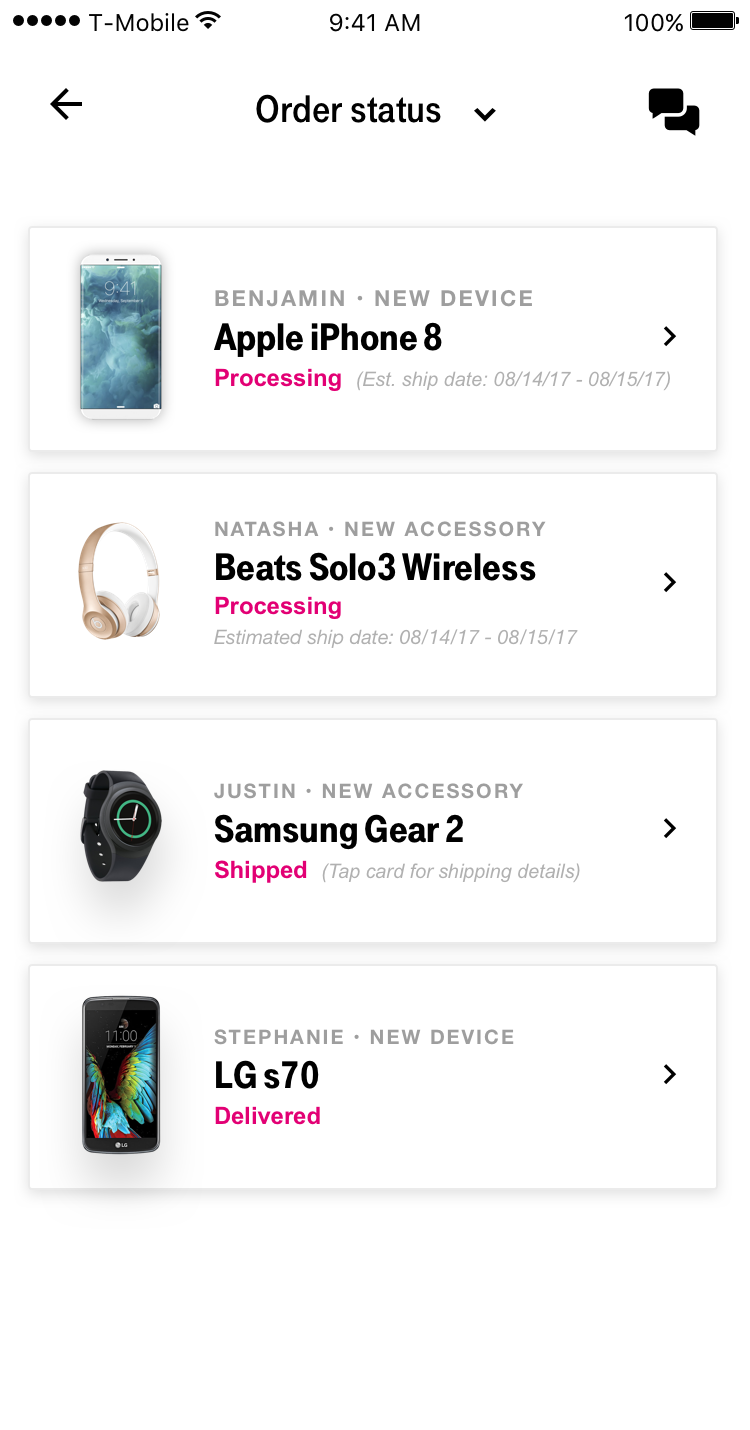 T-Mobile 9:41 AM 100%
Order status
9:41
BENJAMIN · NEW DEVICE
Apple iPhone 8
Processing (Est. ship date: 08/14/17 - 08/15/17)
NATASHA · NEW ACCESSORY
Beats Solo3 Wireless
Processing
Estimated ship date: 08/14/17 - 08/15/17
JUSTIN · NEW ACCESSORY
Samsung Gear 2
Shipped (Tap card for shipping details)
11:00
LG
STEPHANIE · NEW DEVICE
LG s70
Delivered